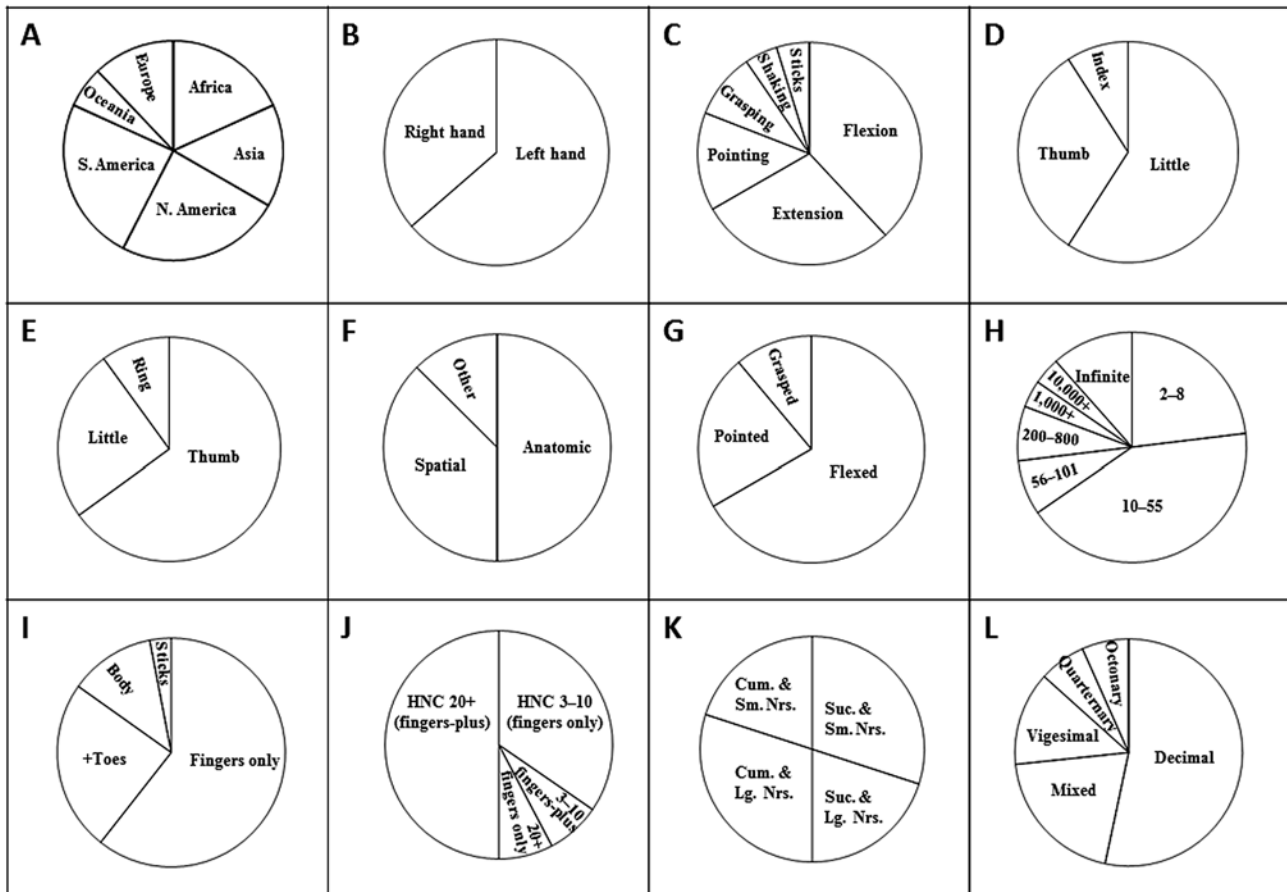 A
Europe
Africa
Oceania
Asia
S. America
N. America
B
Right hand
Left hand
C
Sticks
Shaking
Grasping
Flexion
Pointing
Extension
D
Index
Thumb
Little
E
Ring
Little
Thumb
F
Other
Spatial
Anatomic
G
Grasped
Pointed
Flexed
H
Infinite
2–8
10,000+
1,000+
200–800
56–101
10–55
I
Sticks
Body
+Toes
Fingers only
J
HNC 20+
(fingers-plus)
HNC 3–10
(fingers only)
3–10
fingers-plus
20+
fingers only
K
Cum. &
Sm. Nrs.
Suc. &
Sm. Nrs.
Cum. &
Lg. Nrs.
Suc. &
Lg. Nrs.
L
Octonary
Quarternary
Vigesimal
Decimal
Mixed